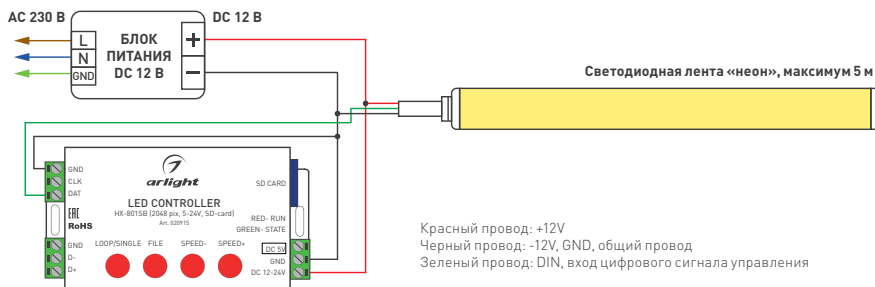 AC 230 В
DC 12 В
L
N
GND
БЛОК
ПИТАНИЯ
DC 12 В
+
−
Светодиодная лента «неон», максимум 5 м
GND
CLK
DAT
arlight
SD CARD
LED CONTROLLER
HX-801SB (2048 pix, 5-24V, SD-card)
Art. 020915
EAC
RoHS
RED- RUN
GREEN- STATE
GND
D-
D+
LOOP/SINGLE
FILE
SPEED-
SPEED+
DC 5V
GND
DC 12-24V
Красный провод: +12V
Черный провод: -12V, GND, общий провод
Зеленый провод: DIN, вход цифрового сигнала управления